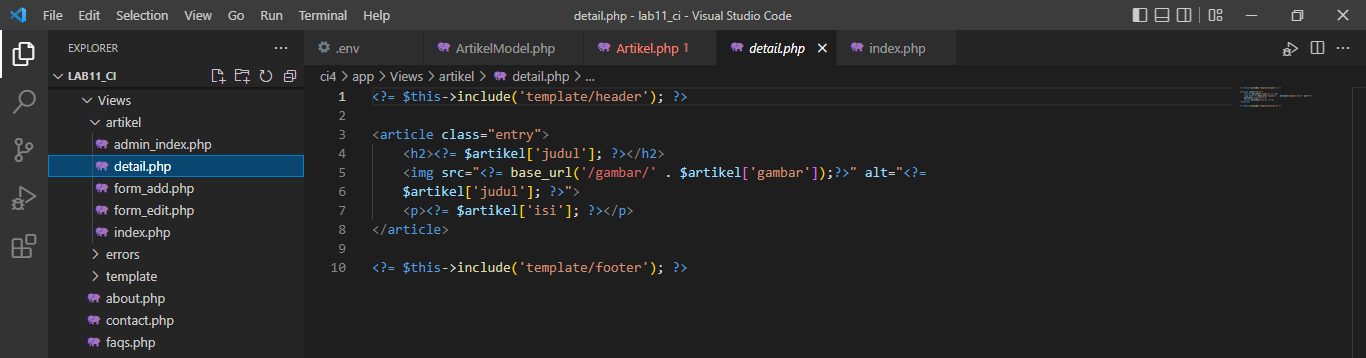 File Edit Selection View Go Run Terminal Help detail.php - lab11_ci - Visual Studio Code
EXPLORER
LAB11_CI
Views
artikel
admin_index.php
detail.php
form_add.php
form_edit.php
index.php
errors
template
about.php
contact.php
faqs.php
.env ArtikelModel.php Artikel.php 1 detail.php index.php
ci4 > app > Views > artikel > detail.php > ...
1 <?= $this->include('template/header'); ?>
2
3 <article class="entry">
4     <h2><?= $artikel['judul']; ?></h2>
5     <img src="<?= base_url('/gambar/' . $artikel['gambar']);?>" alt="<?=
6     $artikel['judul']; ?>">
7     <p><?= $artikel['isi']; ?></p>
8 </article>
9
10 <?= $this->include('template/footer'); ?>